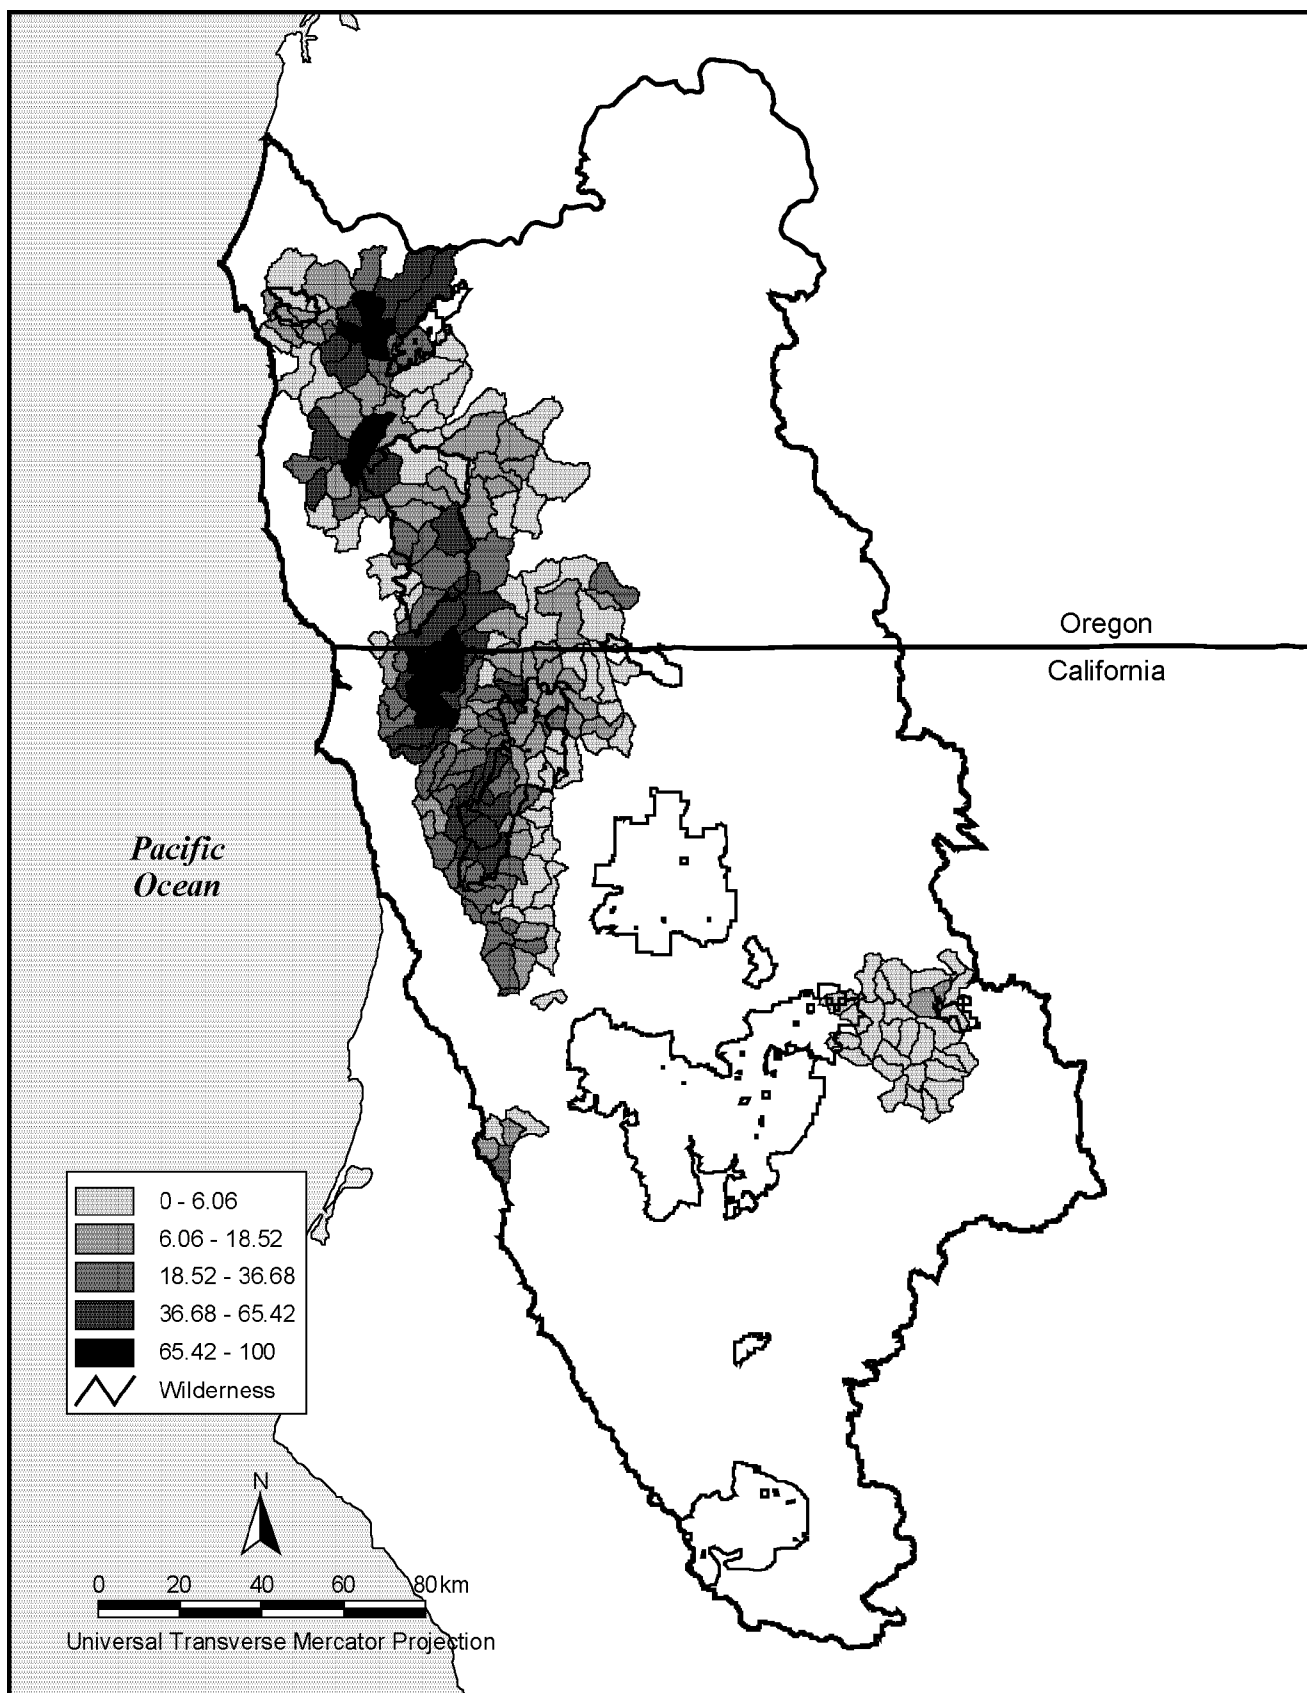 Oregon
California
Pacific
Ocean
0 - 6.06
6.06 - 18.52
18.52 - 36.68
36.68 - 65.42
65.42 - 100
Wilderness
N
0 20 40 60 80 km
Universal Transverse Mercator Projection